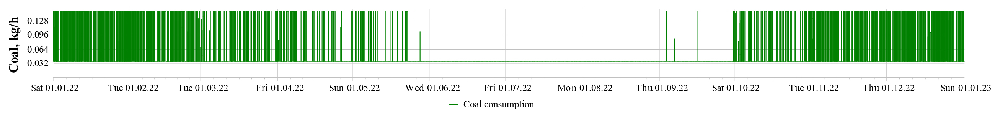 Coal, kg/h
0.128
0.096
0.064
0.032
Sat 01.01.22 Tue 01.02.22 Tue 01.03.22 Fri 01.04.22 Sun 01.05.22 Wed 01.06.22 Fri 01.07.22 Mon 01.08.22 Thu 01.09.22 Sat 01.10.22 Tue 01.11.22 Thu 01.12.22 Sun 01.01.23
Coal consumption